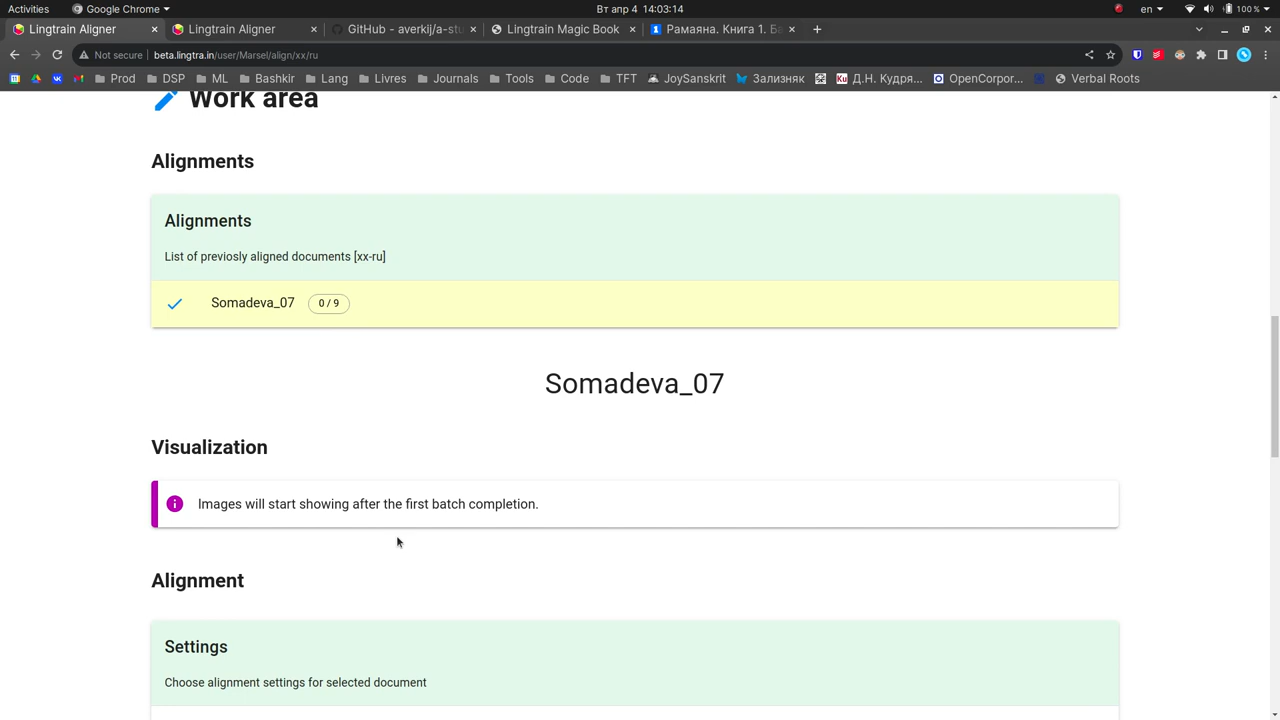 Activities
Google Chrome
Вт апр 4 14:03:14
en
100 %
Lingtrain Aligner
Lingtrain Aligner
GitHub - averkij/a-stu
Lingtrain Magic Book
Рамаяна. Книга 1. Ба
Not secure
beta.lingtra.in/user/Marsel/align/xx/ru
Prod
DSP
ML
Bashkir
Lang
Livres
Journals
Tools
Code
TFT
JoySanskrit
Зализняк
Д.Н. Кудря...
OpenCorpor...
Verbal Roots
Work area
Alignments
Alignments
List of previosly aligned documents [xx-ru]
Somadeva_07
0 / 9
Somadeva_07
Visualization
Images will start showing after the first batch completion.
Alignment
Settings
Choose alignment settings for selected document